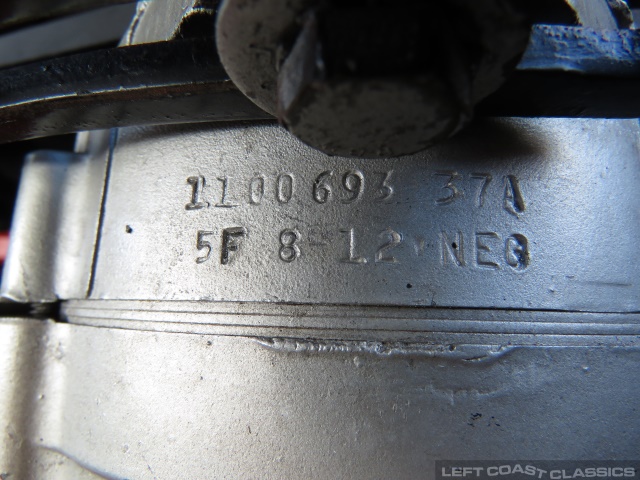 1100693 37A
5F 8 12 NEG
LEFT COAST CLASSICS